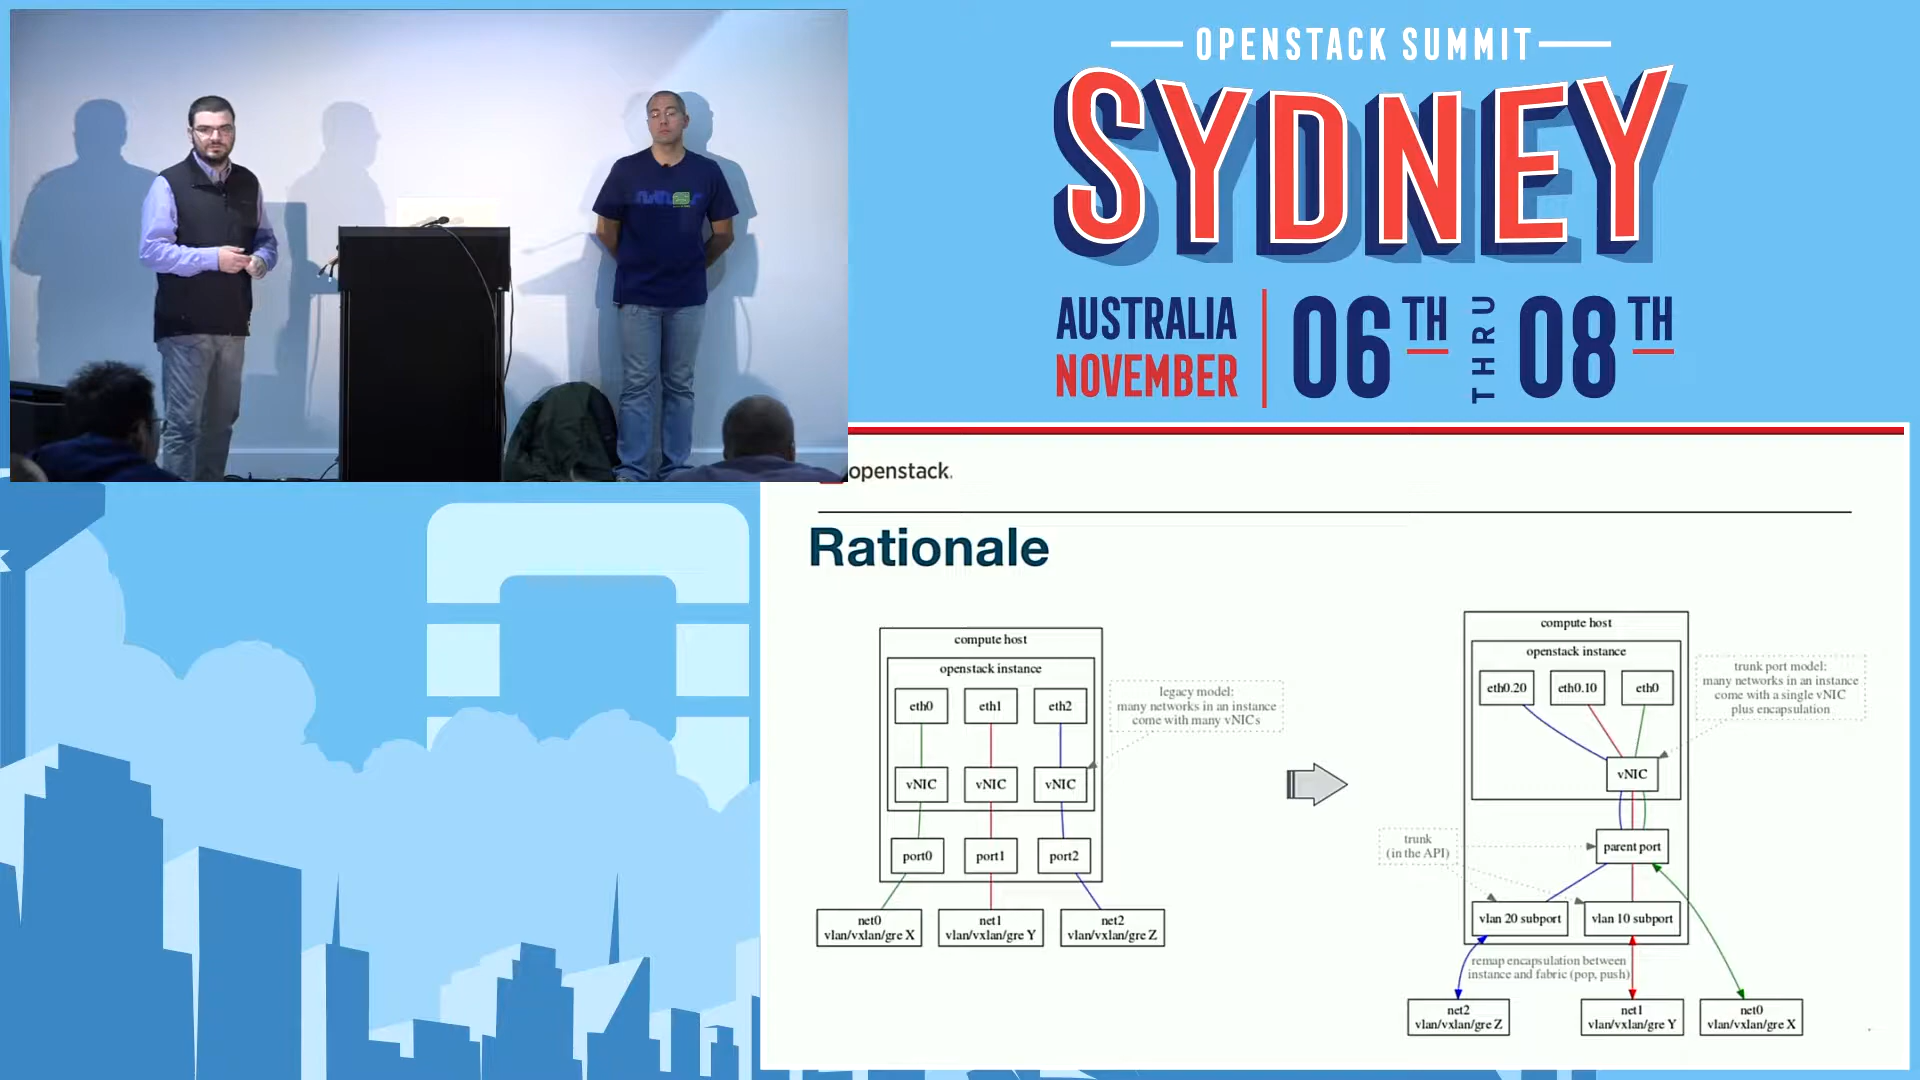 OPENSTACK SUMMIT
SYDNEY
AUSTRALIA
NOVEMBER
06TH
THRU
08TH
openstack.
Rationale
compute host
openstack instance
eth0
eth1
eth2
vNIC
vNIC
vNIC
port0
port1
port2
net0
vlan/vxlan/gre X
net1
vlan/vxlan/gre Y
net2
vlan/vxlan/gre Z
legacy model:
many networks in an instance
come with many vNICs
compute host
openstack instance
eth0.20
eth0.10
eth0
vNIC
trunk port model:
many networks in an instance
come with a single vNIC
plus encapsulation
trunk
(in the API)
parent port
vlan 20 subport
vlan 10 subport
remap encapsulation between
instance and fabric (pop, push)
net2
vlan/vxlan/gre Z
net1
vlan/vxlan/gre Y
net0
vlan/vxlan/gre X